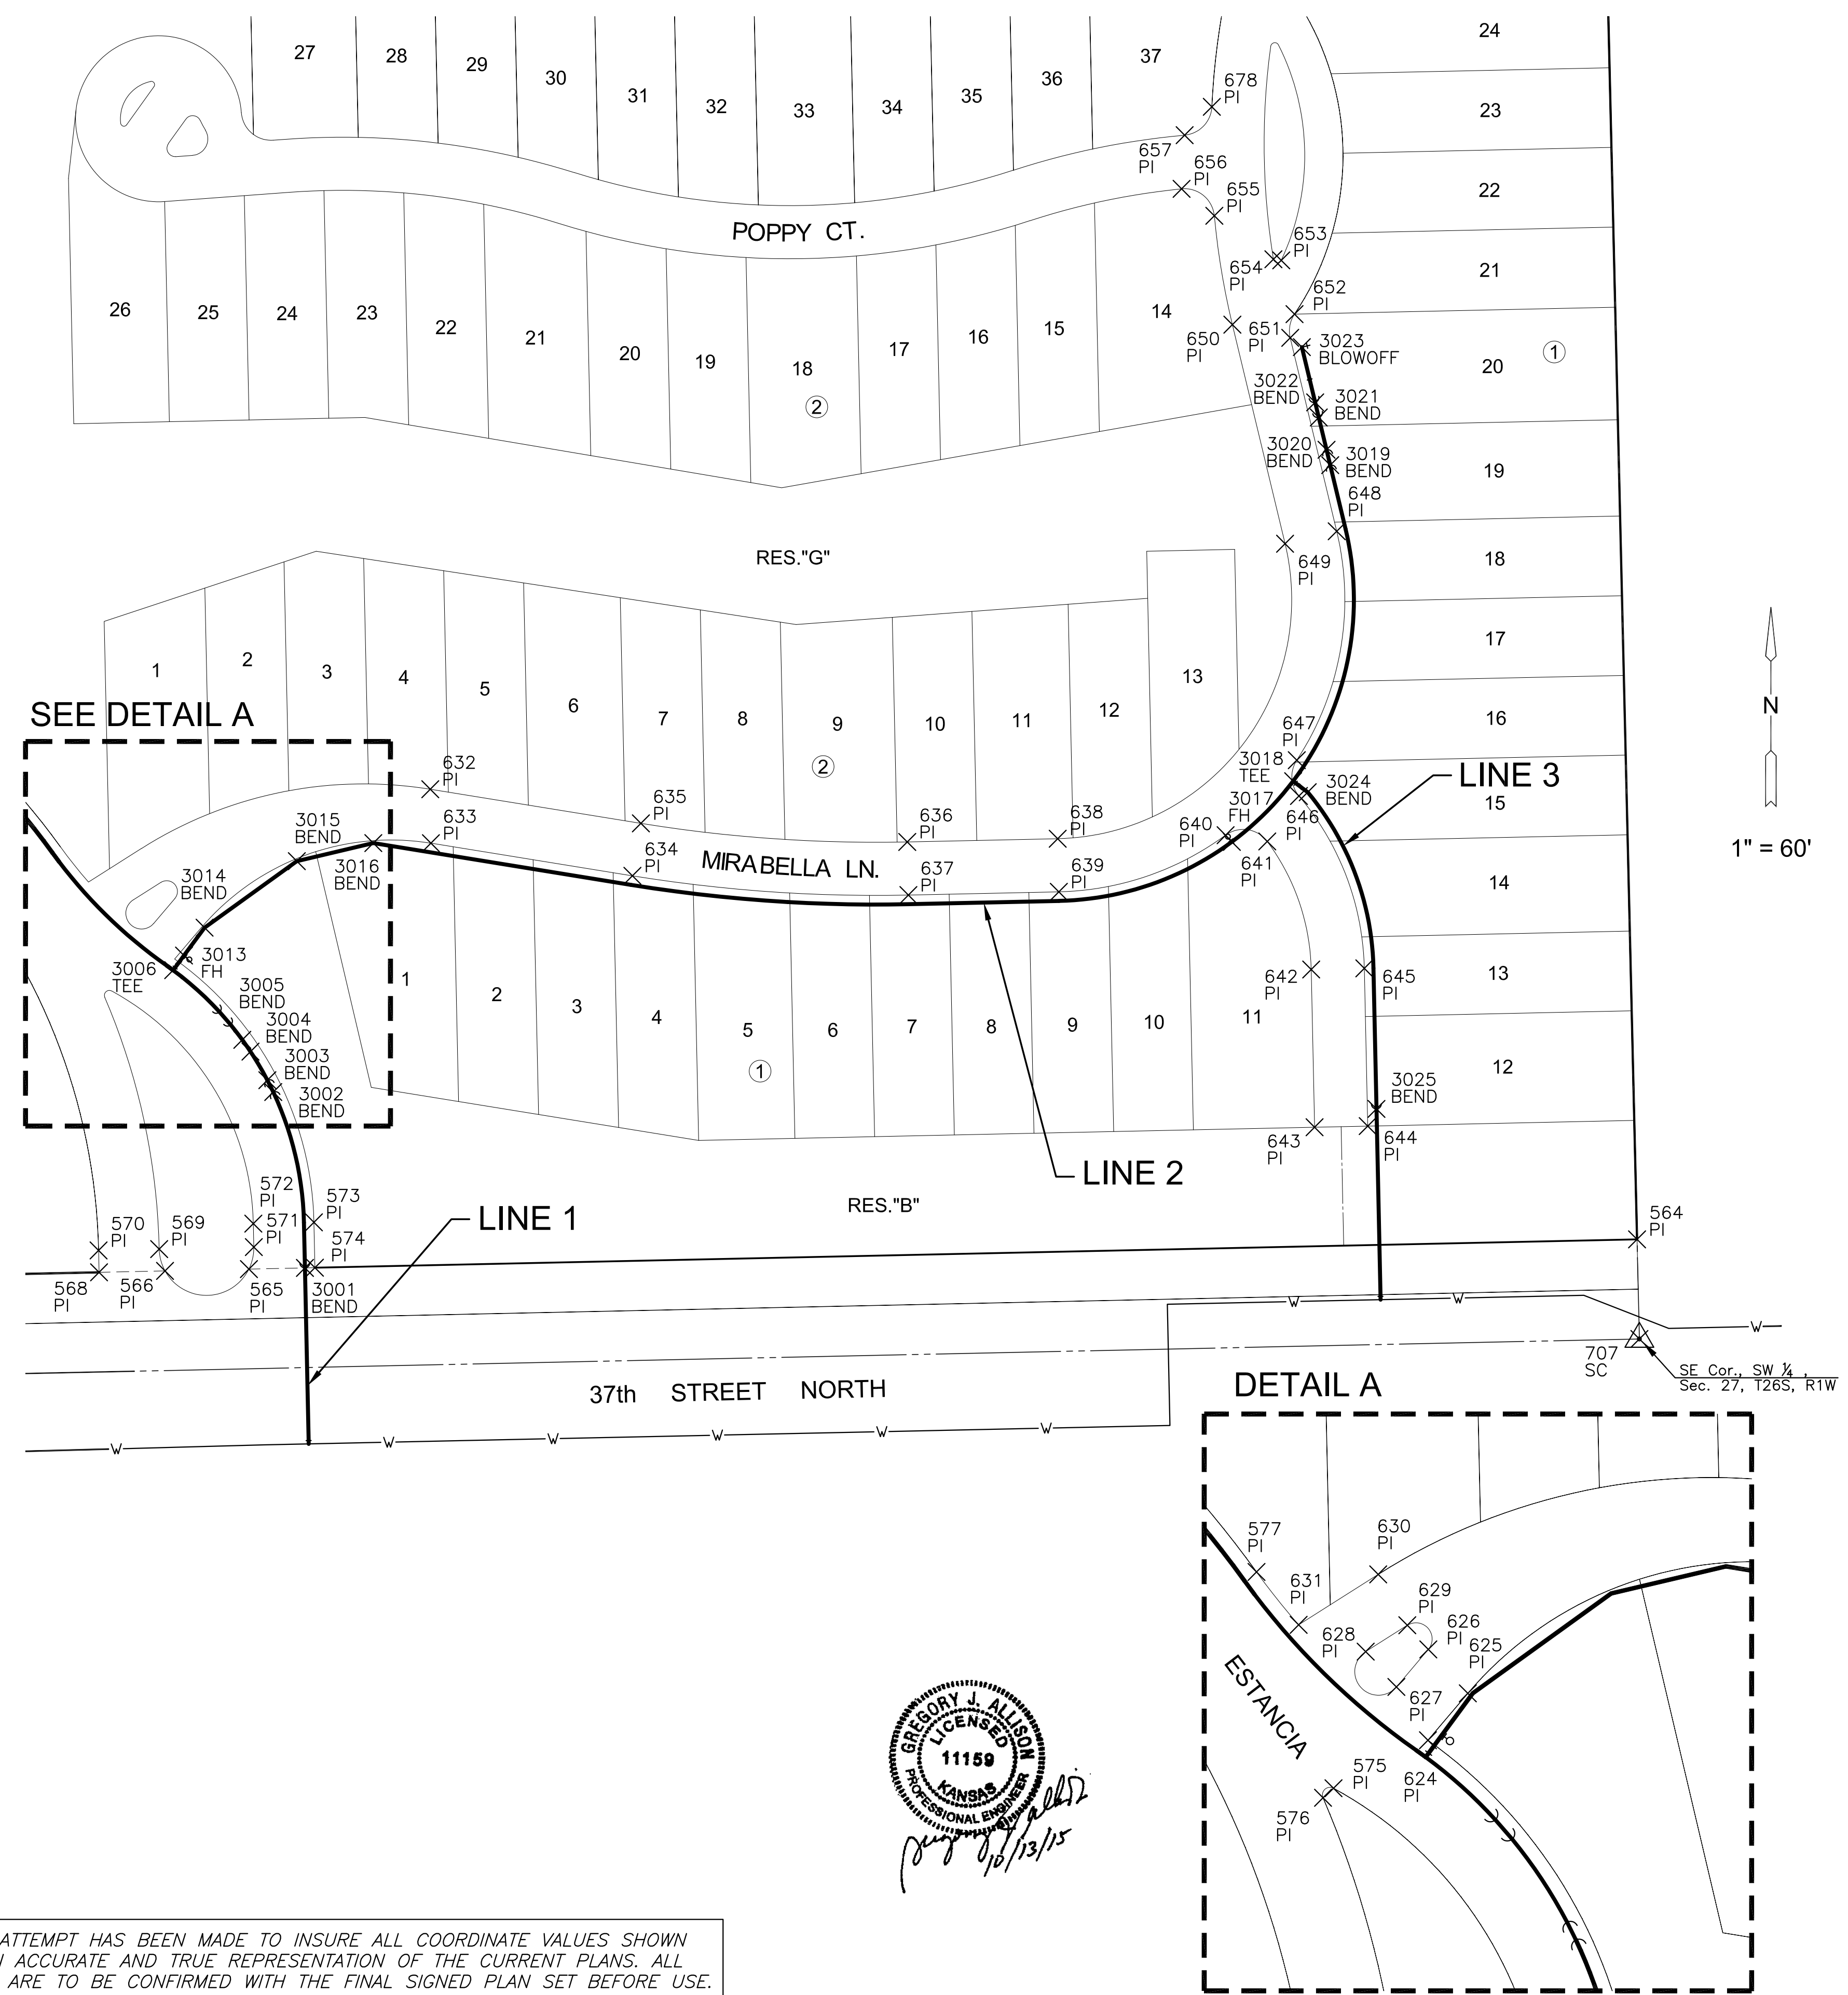 27
28
29
30
31
32
33
34
35
36
37
24
23
22
21
20
19
18
17
16
15
14
13
12
678
PI
657
PI
656
PI
655
PI
653
PI
654
PI
652
PI
651
PI
650
PI
3023
BLOWOFF
3022
BEND
3021
BEND
3020
BEND
3019
BEND
648
PI
649
PI
1
POPPY CT.
26
25
24
23
22
21
20
19
18
17
16
15
14
2
RES."G"
1
2
3
4
5
6
7
8
9
10
11
12
13
2
N
1" = 60'
SEE DETAIL A
632
PI
633
PI
635
PI
634
PI
636
PI
637
PI
638
PI
639
PI
MIRABELLA LN.
640
PI
641
PI
3017
FH
3018
TEE
647
PI
646
PI
3024
BEND
LINE 3
3015
BEND
3016
BEND
3014
BEND
3013
FH
3006
TEE
3005
BEND
3004
BEND
3003
BEND
3002
BEND
1
2
3
4
5
6
7
8
9
10
11
1
642
PI
645
PI
3025
BEND
643
PI
644
PI
LINE 2
RES."B"
LINE 1
570
PI
569
PI
572
PI
571
PI
573
PI
574
PI
568
PI
566
PI
565
PI
3001
BEND
564
PI
W
W
W
W
W
W
W
W
W
37th STREET NORTH
707
SC
SE Cor., SW ¼ ,
Sec. 27, T26S, R1W
DETAIL A
577
PI
630
PI
631
PI
629
PI
628
PI
626
PI
625
PI
627
PI
624
PI
575
PI
576
PI
ESTANCIA
GREGORY J. ALLISON
LICENSED
11159
KANSAS
PROFESSIONAL ENGINEER
10/13/15
ATTEMPT HAS BEEN MADE TO INSURE ALL COORDINATE VALUES SHOWN
ACCURATE AND TRUE REPRESENTATION OF THE CURRENT PLANS. ALL
ARE TO BE CONFIRMED WITH THE FINAL SIGNED PLAN SET BEFORE USE.